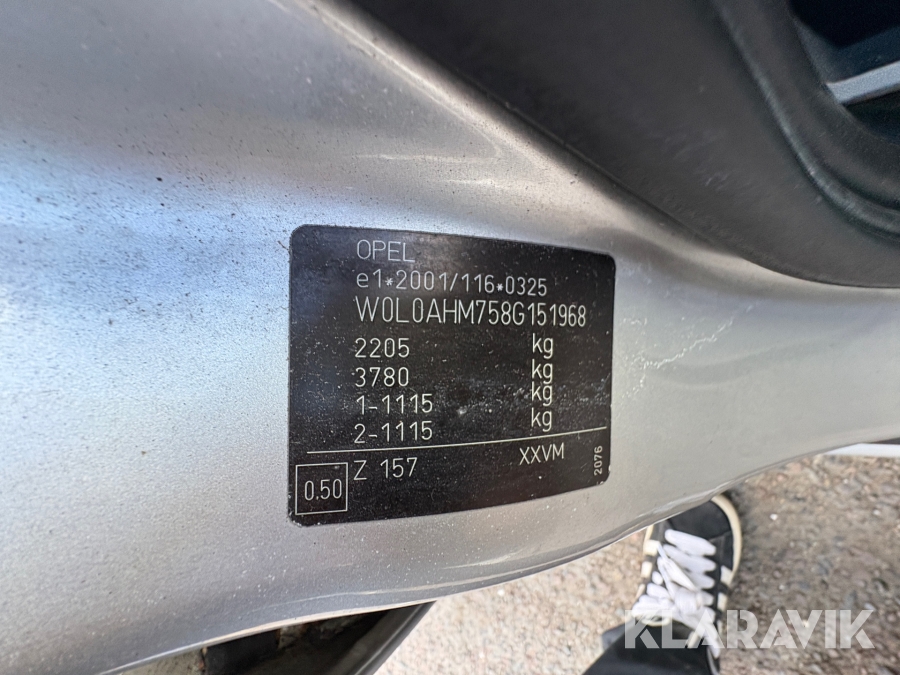 OPEL
e1*2001/116*0325
W0L0AHM758G151968
2205 kg
3780 kg
1-1115 kg
2-1115 kg
0.50 Z 157 XXVM 2076
KLARAVIK